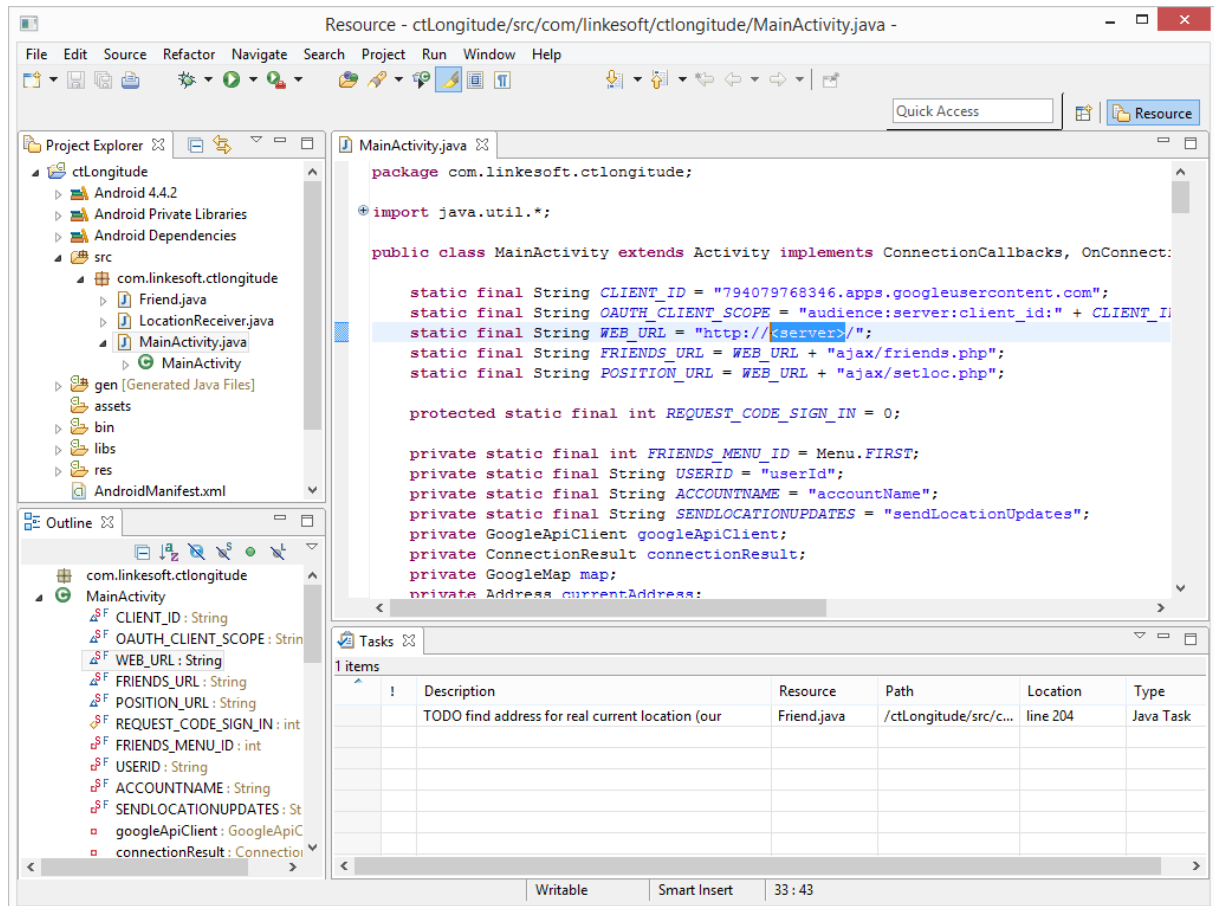 Resource - ctLongitude/src/com/linkesoft/ctlongitude/MainActivity.java -
File Edit Source Refactor Navigate Search Project Run Window Help
Quick Access
Resource
Project Explorer
ctLongitude
Android 4.4.2
Android Private Libraries
Android Dependencies
src
com.linkesoft.ctlongitude
Friend.java
LocationReceiver.java
MainActivity.java
MainActivity
gen [Generated Java Files]
assets
bin
libs
res
AndroidManifest.xml
MainActivity.java
package com.linkesoft.ctlongitude;
import java.util.*;
public class MainActivity extends Activity implements ConnectionCallbacks, OnConnect
static final String CLIENT_ID = "794079768346.apps.googleusercontent.com";
static final String OAUTH_CLIENT_SCOPE = "audience:server:client_id:" + CLIENT_I
static final String WEB_URL = "http://<server>/";
static final String FRIENDS_URL = WEB_URL + "ajax/friends.php";
static final String POSITION_URL = WEB_URL + "ajax/setloc.php";
protected static final int REQUEST_CODE_SIGN_IN = 0;
private static final int FRIENDS_MENU_ID = Menu.FIRST;
private static final String USERID = "userId";
private static final String ACCOUNTNAME = "accountName";
private static final String SENDLOCATIONUPDATES = "sendLocationUpdates";
private GoogleApiClient googleApiClient;
private ConnectionResult connectionResult;
private GoogleMap map;
private Address currentAddress;
Outline
com.linkesoft.ctlongitude
MainActivity
CLIENT_ID : String
OAUTH_CLIENT_SCOPE : Strin
WEB_URL : String
FRIENDS_URL : String
POSITION_URL : String
REQUEST_CODE_SIGN_IN : int
FRIENDS_MENU_ID : int
USERID : String
ACCOUNTNAME : String
SENDLOCATIONUPDATES : St
googleApiClient : GoogleApiC
connectionResult : Connection
Tasks
1 items
! Description Resource Path Location Type
TODO find address for real current location (our Friend.java /ctLongitude/src/c... line 204 Java Task
Writable Smart Insert 33 : 43